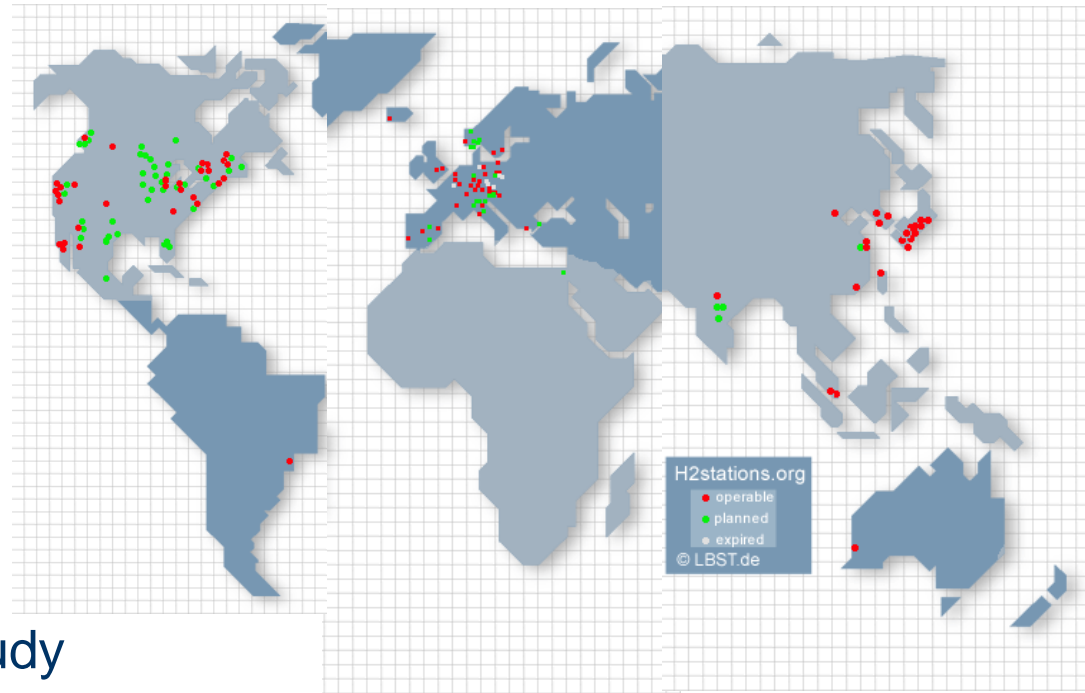 H2stations.org
operable
planned
expired
© LBST.de
udy